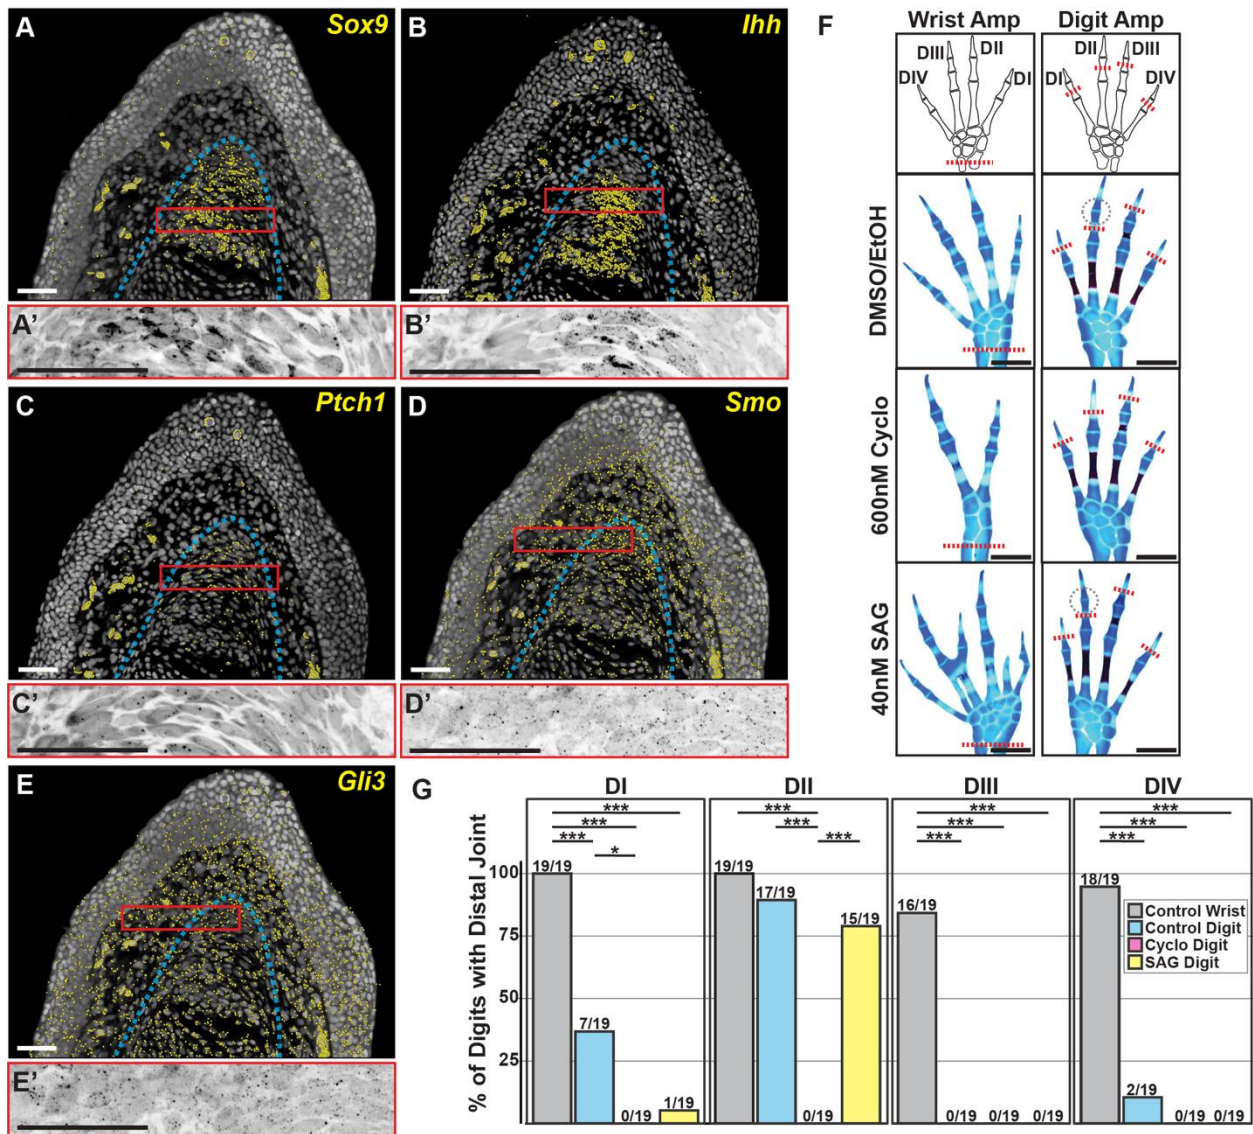 A
Sox9
A'
B
Ihh
B'
C
Ptch1
C'
D
Smo
D'
E
Gli3
E'
F
Wrist Amp
Digit Amp
DIV
DIII
DII
DI
DI
DII
DIII
DIV
DMSO/EtOH
600nM Cyclo
40nM SAG
G
DI
DII
DIII
DIV
% of Digits with Distal Joint
100
75
50
25
***
***
***
*
19/19
7/19
0/19
1/19
***
***
***
19/19
17/19
0/19
15/19
***
***
***
16/19
0/19
0/19
0/19
***
***
***
18/19
2/19
0/19
0/19
Control Wrist
Control Digit
Cyclo Digit
SAG Digit